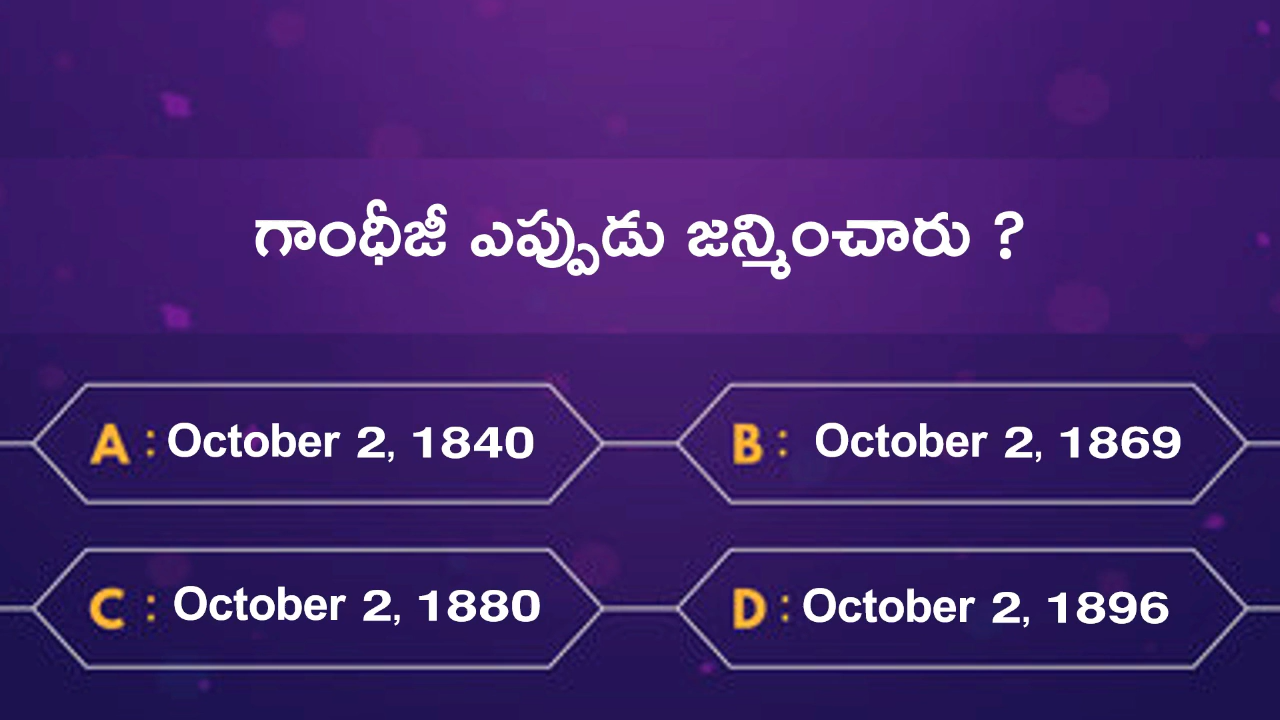 గాంధీజీ ఎప్పుడు జన్మించారు ?
A : October 2, 1840
B : October 2, 1869
C : October 2, 1880
D : October 2, 1896